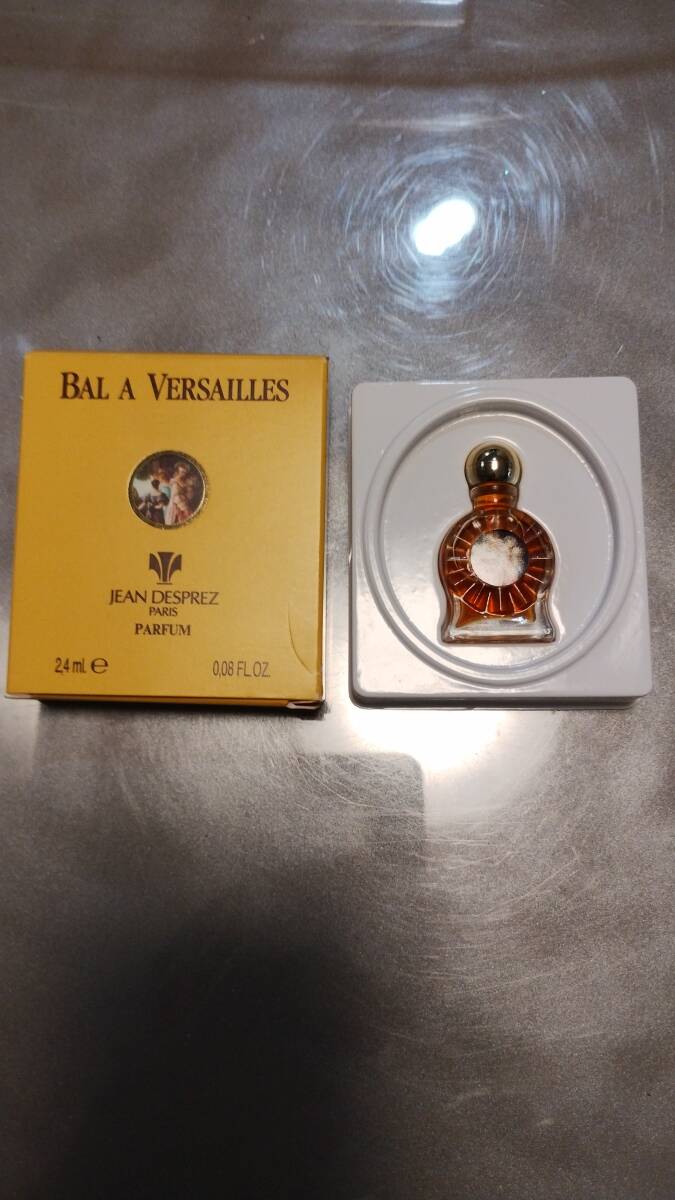 BAL A VERSAILLES
JEAN DESPREZ
PARIS
PARFUM
2,4 ml. ℮ 0,08 FL.OZ.